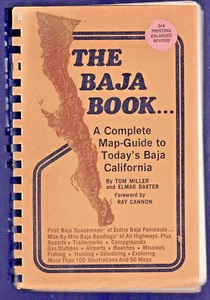 3rd
PRINTING
ENLARGED
REVISED
THE
BAJA
BOOK...
A Complete
Map-Guide to
Today's Baja
California
By TOM MILLER
and ELMAR BAXTER
Foreword by
RAY CANNON
First Baja Spacemaps of Entire Baja Peninsula...
Mile-By-Mile Baja Roadlogs of All Highways, Plus
Resorts • Trailerparks • Campgrounds
Gas Stations • Airports • Beaches • Missions
Fishing • Hunting • Skindiving • Exploring
More Than 100 Illustrations And 50 Maps